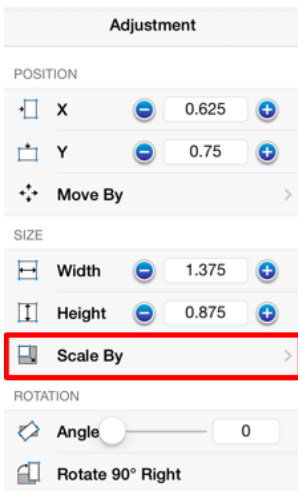 Adjustment
POSITION
X 0.625
Y 0.75
Move By
SIZE
Width 1.375
Height 0.875
Scale By
ROTATION
Angle 0
Rotate 90° Right